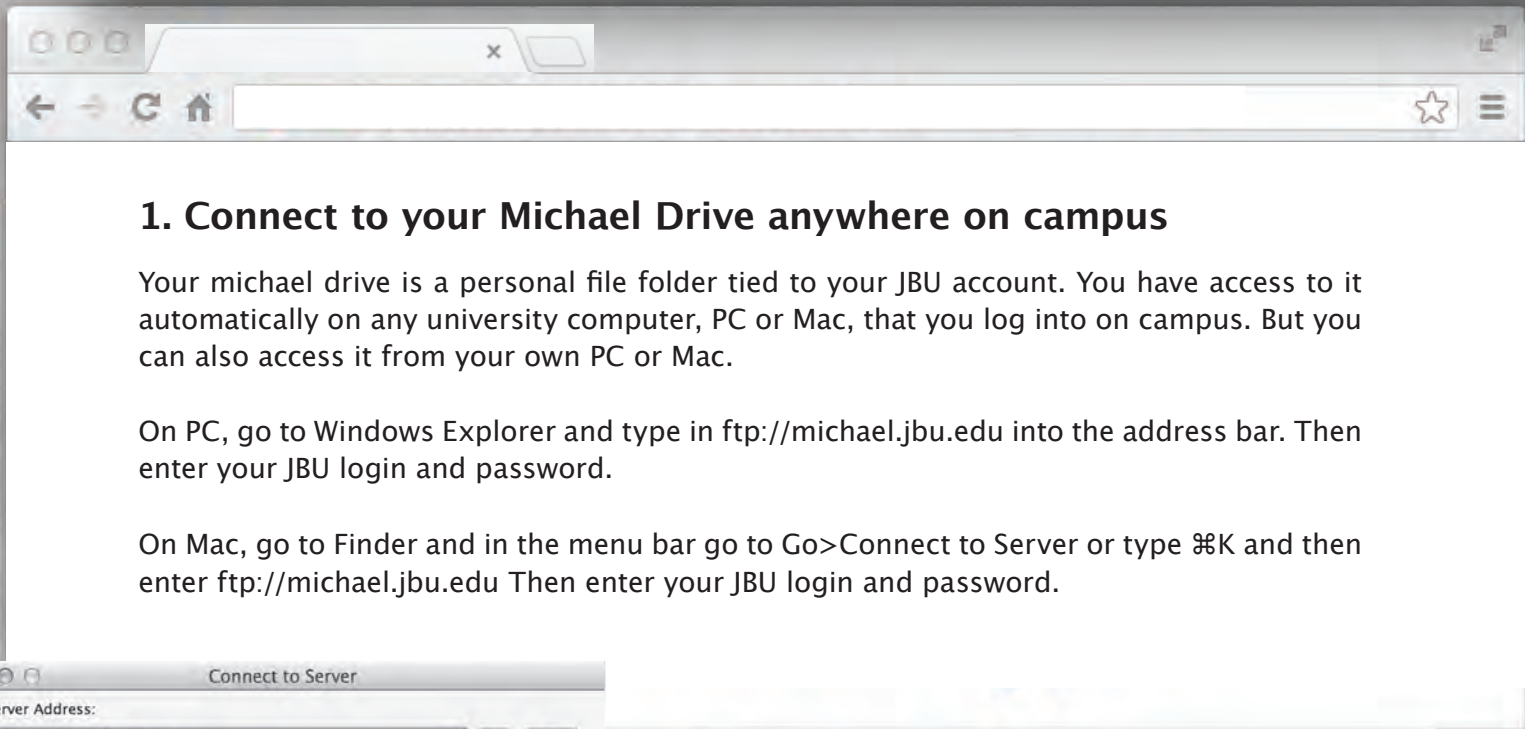 1. Connect to your Michael Drive anywhere on campus
Your michael drive is a personal file folder tied to your JBU account. You have access to it
automatically on any university computer, PC or Mac, that you log into on campus. But you
can also access it from your own PC or Mac.
On PC, go to Windows Explorer and type in ftp://michael.jbu.edu into the address bar. Then
enter your JBU login and password.
On Mac, go to Finder and in the menu bar go to Go>Connect to Server or type ⌘K and then
enter ftp://michael.jbu.edu Then enter your JBU login and password.
Connect to Server
rver Address: